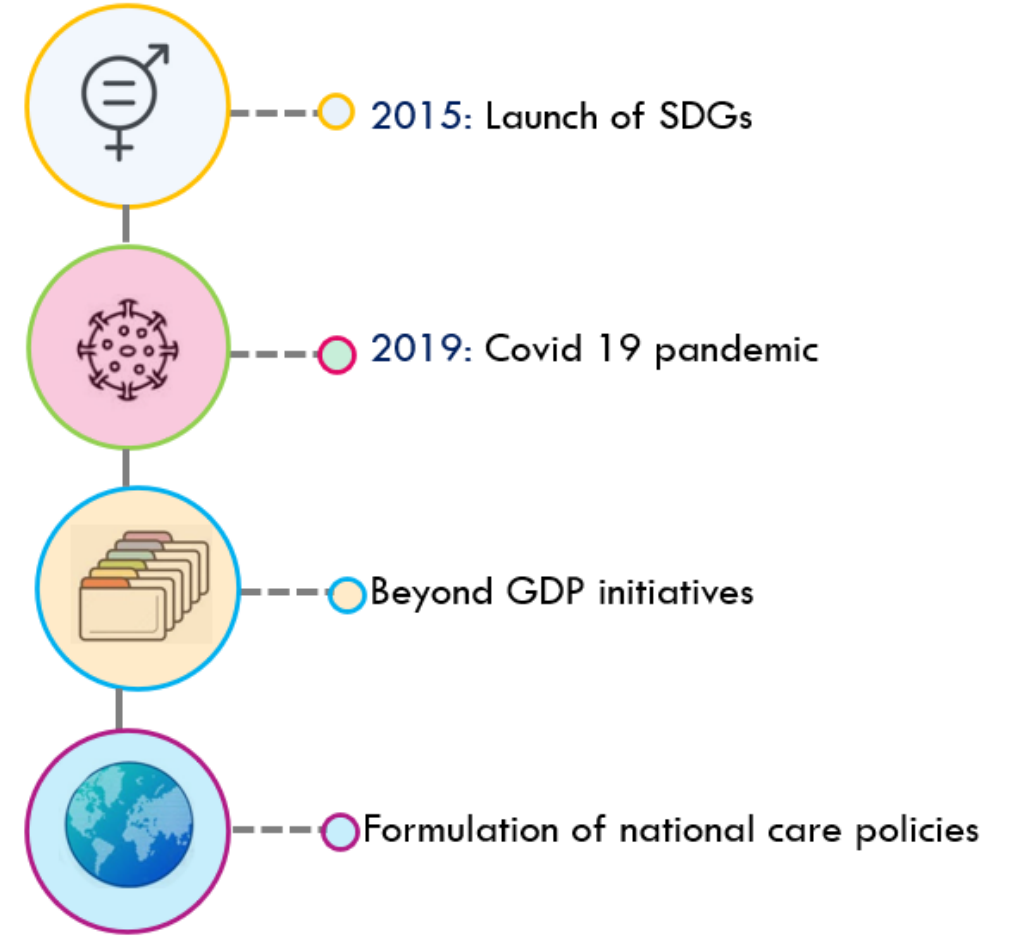 2015: Launch of SDGs
2019: Covid 19 pandemic
Beyond GDP initiatives
Formulation of national care policies